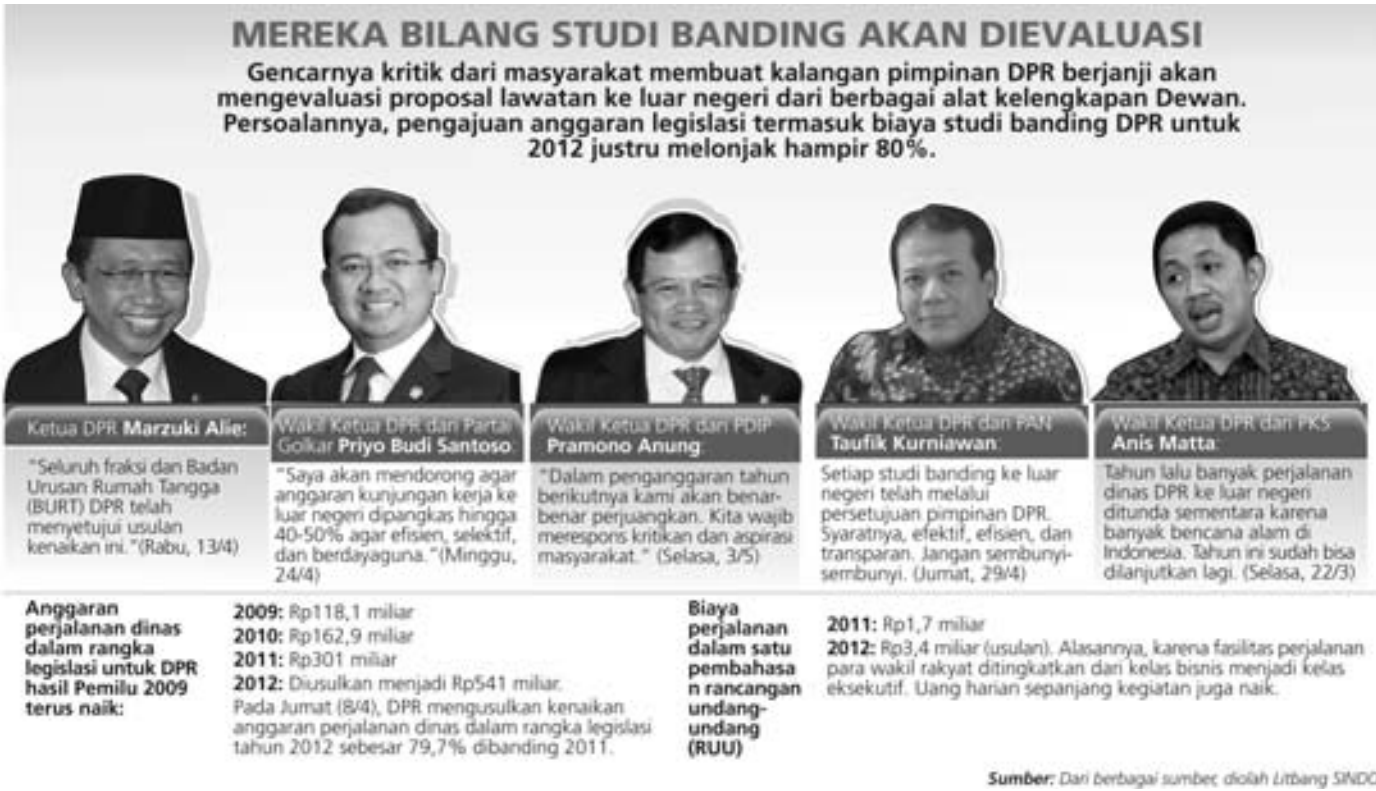 MEREKA BILANG STUDI BANDING AKAN DIEVALUASI
Gencarnya kritik dari masyarakat membuat kalangan pimpinan DPR berjanji akan
mengevaluasi proposal lawatan ke luar negeri dari berbagai alat kelengkapan Dewan.
Persoalannya, pengajuan anggaran legislasi termasuk biaya studi banding DPR untuk
2012 justru melonjak hampir 80%.
Ketua DPR Marzuki Alie:
"Seluruh fraksi dan Badan
Urusan Rumah Tangga
(BURT) DPR telah
menyetujui usulan
kenaikan ini."(Rabu, 13/4)
Wakil Ketua DPR dari Partai
Golkar Priyo Budi Santoso:
"Saya akan mendorong agar
anggaran kunjungan kerja ke
luar negeri dipangkas hingga
40-50% agar efisien, selektif,
dan berdayaguna."(Minggu,
24/4)
Wakil Ketua DPR dari PDIP
Pramono Anung:
"Dalam penganggaran tahun
berikutnya kami akan benar-
benar perjuangkan. Kita wajib
merespons kritikan dan aspirasi
masyarakat." (Selasa, 3/5)
Wakil Ketua DPR dari PAN
Taufik Kurniawan:
Setiap studi banding ke luar
negeri telah melalui
persetujuan pimpinan DPR.
Syaratnya, efektif, efisien, dan
transparan. Jangan sembunyi-
sembunyi. (Jumat, 29/4)
Wakil Ketua DPR dari PKS
Anis Matta:
Tahun lalu banyak perjalanan
dinas DPR ke luar negeri
ditunda sementara karena
banyak bencana alam di
Indonesia. Tahun ini sudah bisa
dilanjutkan lagi. (Selasa, 22/3)
Anggaran
perjalanan dinas
dalam rangka
legislasi untuk DPR
hasil Pemilu 2009
terus naik:
2009: Rp118,1 miliar
2010: Rp162,9 miliar
2011: Rp301 miliar
2012: Diusulkan menjadi Rp541 miliar.
Pada Jumat (8/4), DPR mengusulkan kenaikan
anggaran perjalanan dinas dalam rangka legislasi
tahun 2012 sebesar 79,7% dibanding 2011.
Biaya
perjalanan
dalam satu
pembahasa
n rancangan
undang-
undang
(RUU)
2011: Rp1,7 miliar
2012: Rp3,4 miliar (usulan). Alasannya, karena fasilitas perjalanan
para wakil rakyat ditingkatkan dari kelas bisnis menjadi kelas
eksekutif. Uang harian sepanjang kegiatan juga naik.
Sumber: Dari berbagai sumber, diolah Litbang SINDO